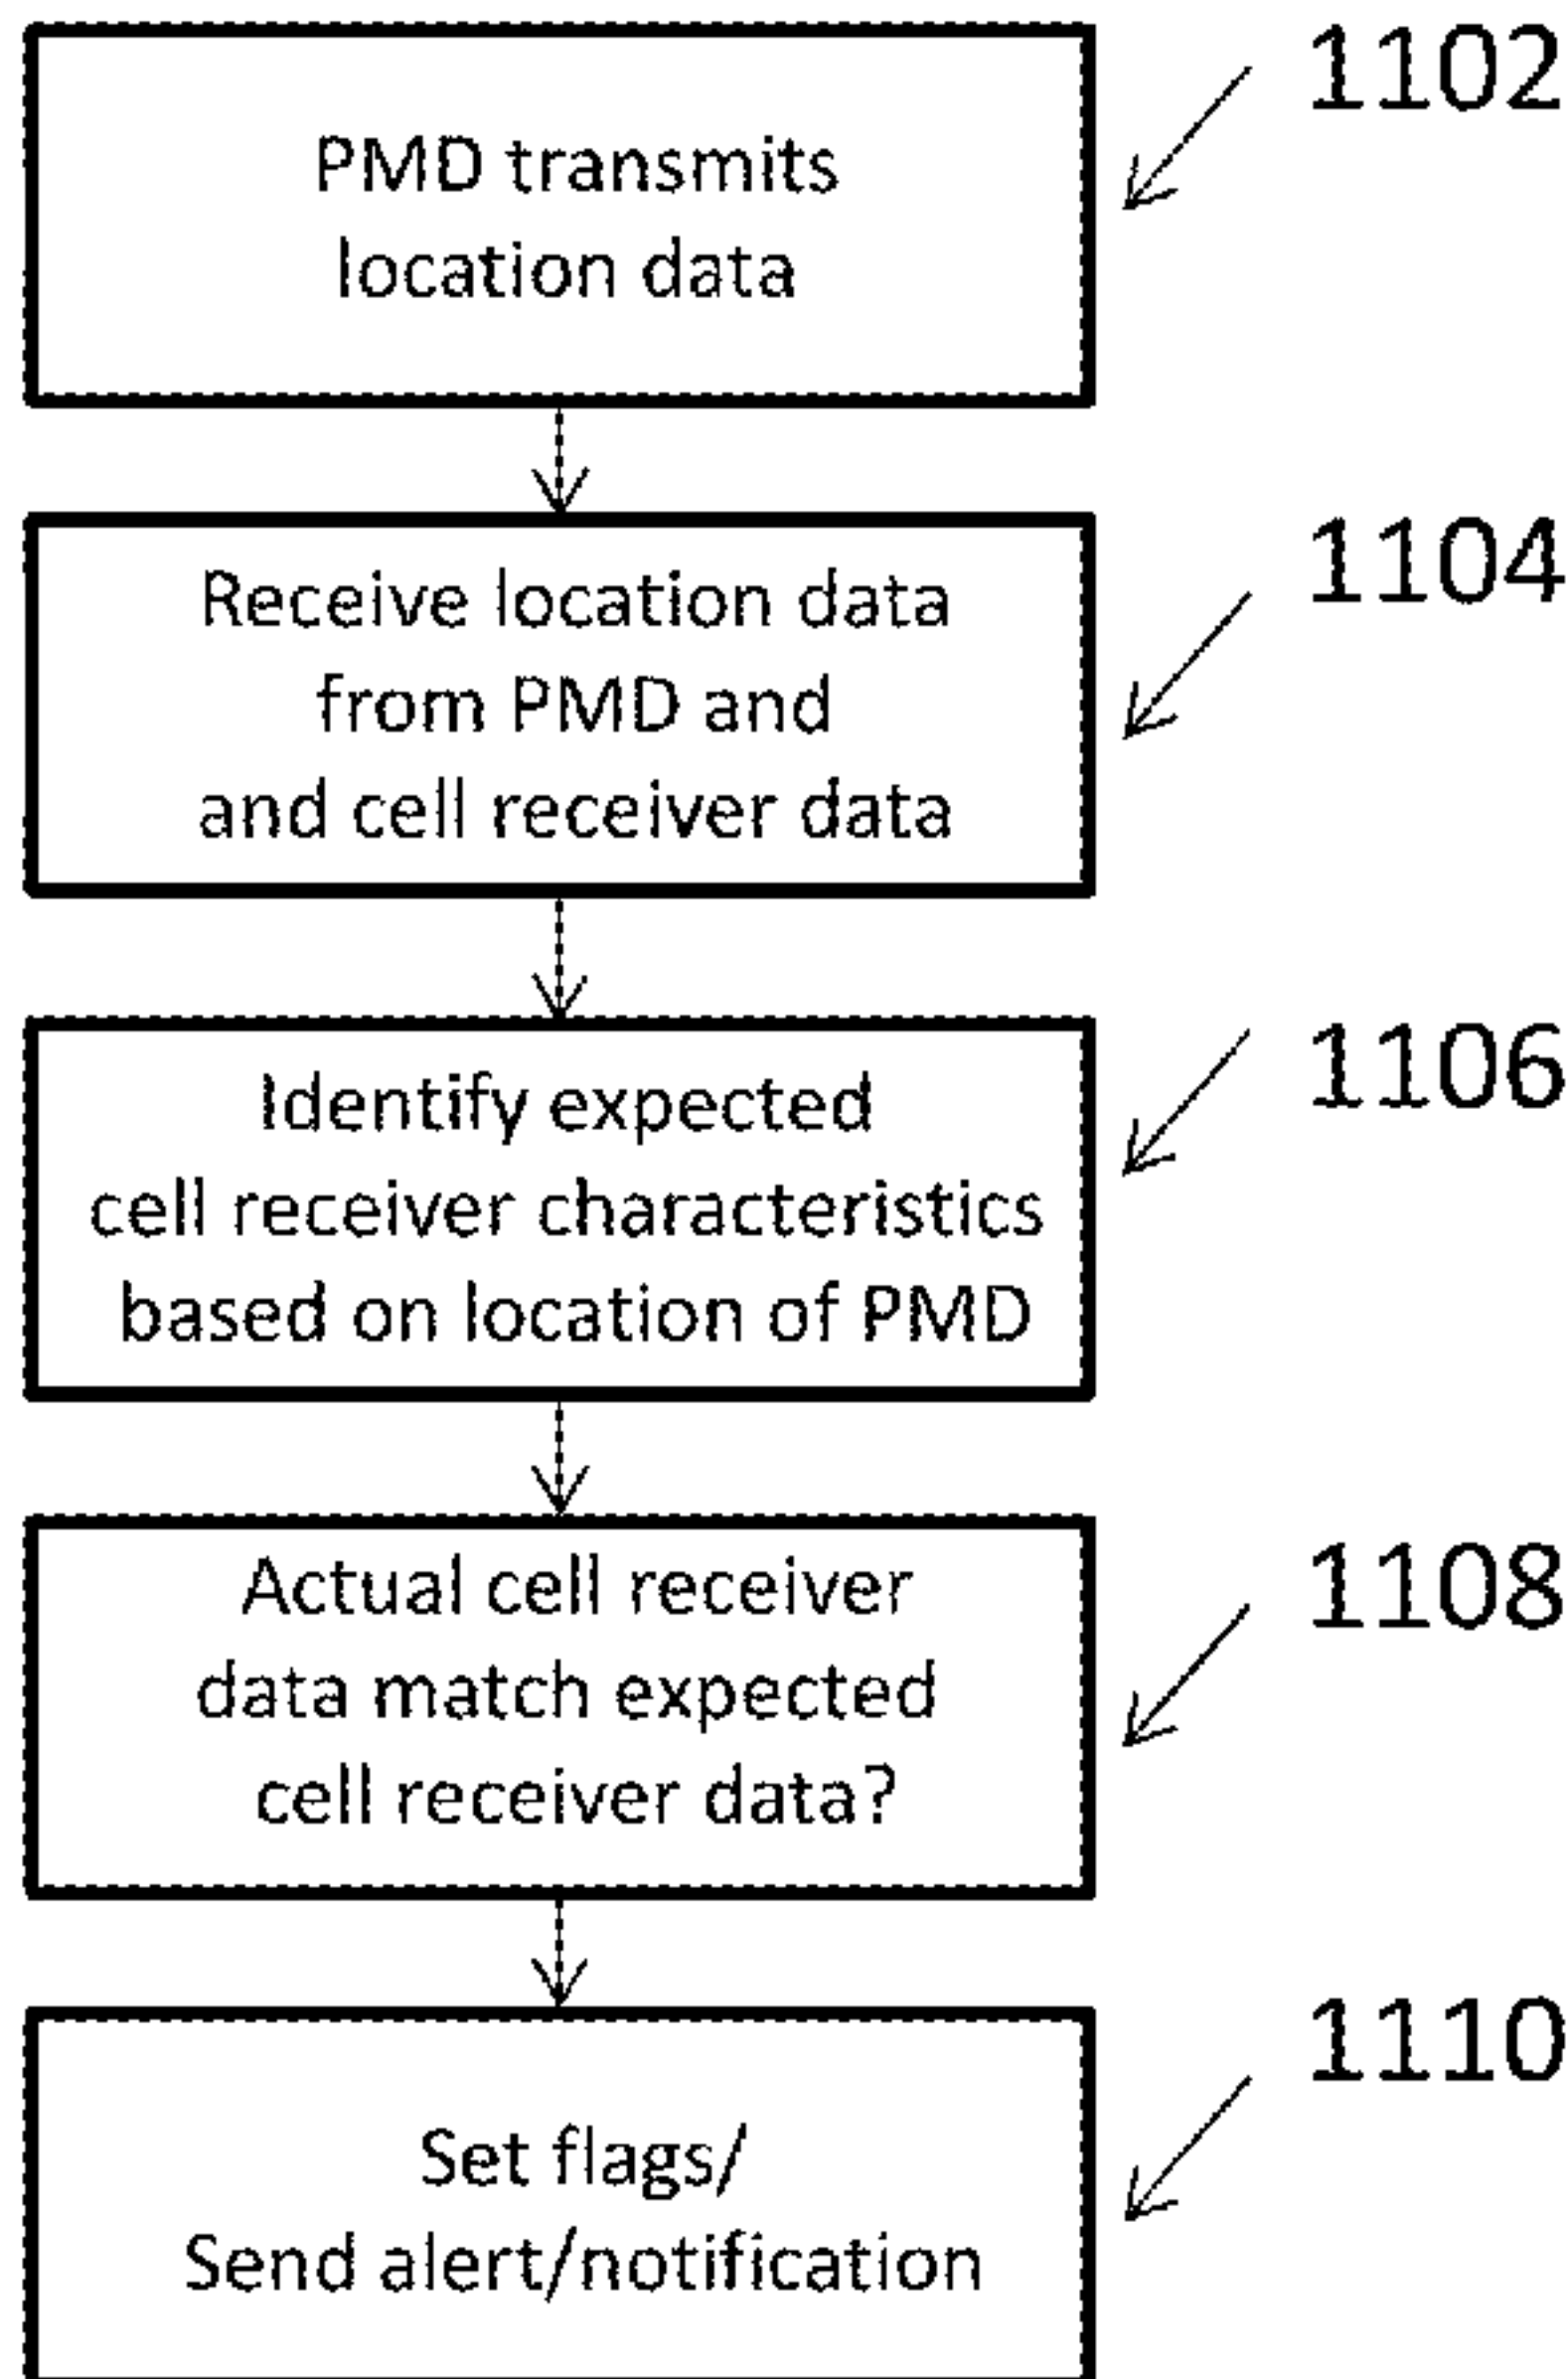 1102
PMD transmits
location data
1104
Receive location data
from PMD and
and cell receiver data
1106
Identify expected
cell receiver characteristics
based on location of PMD
1108
Actual cell receiver
data match expected
cell receiver data?
1110
Set flags/
Send alert/notification